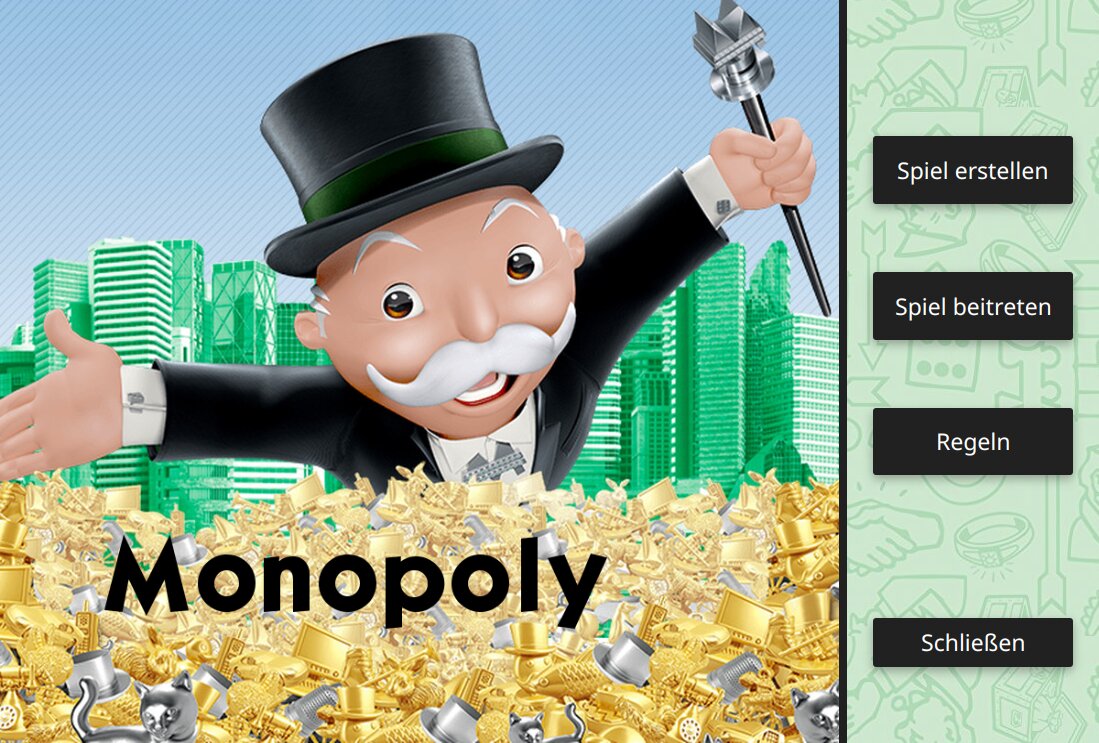 Spiel erstellen
Spiel beitreten
Regeln
Monopoly
Schließen